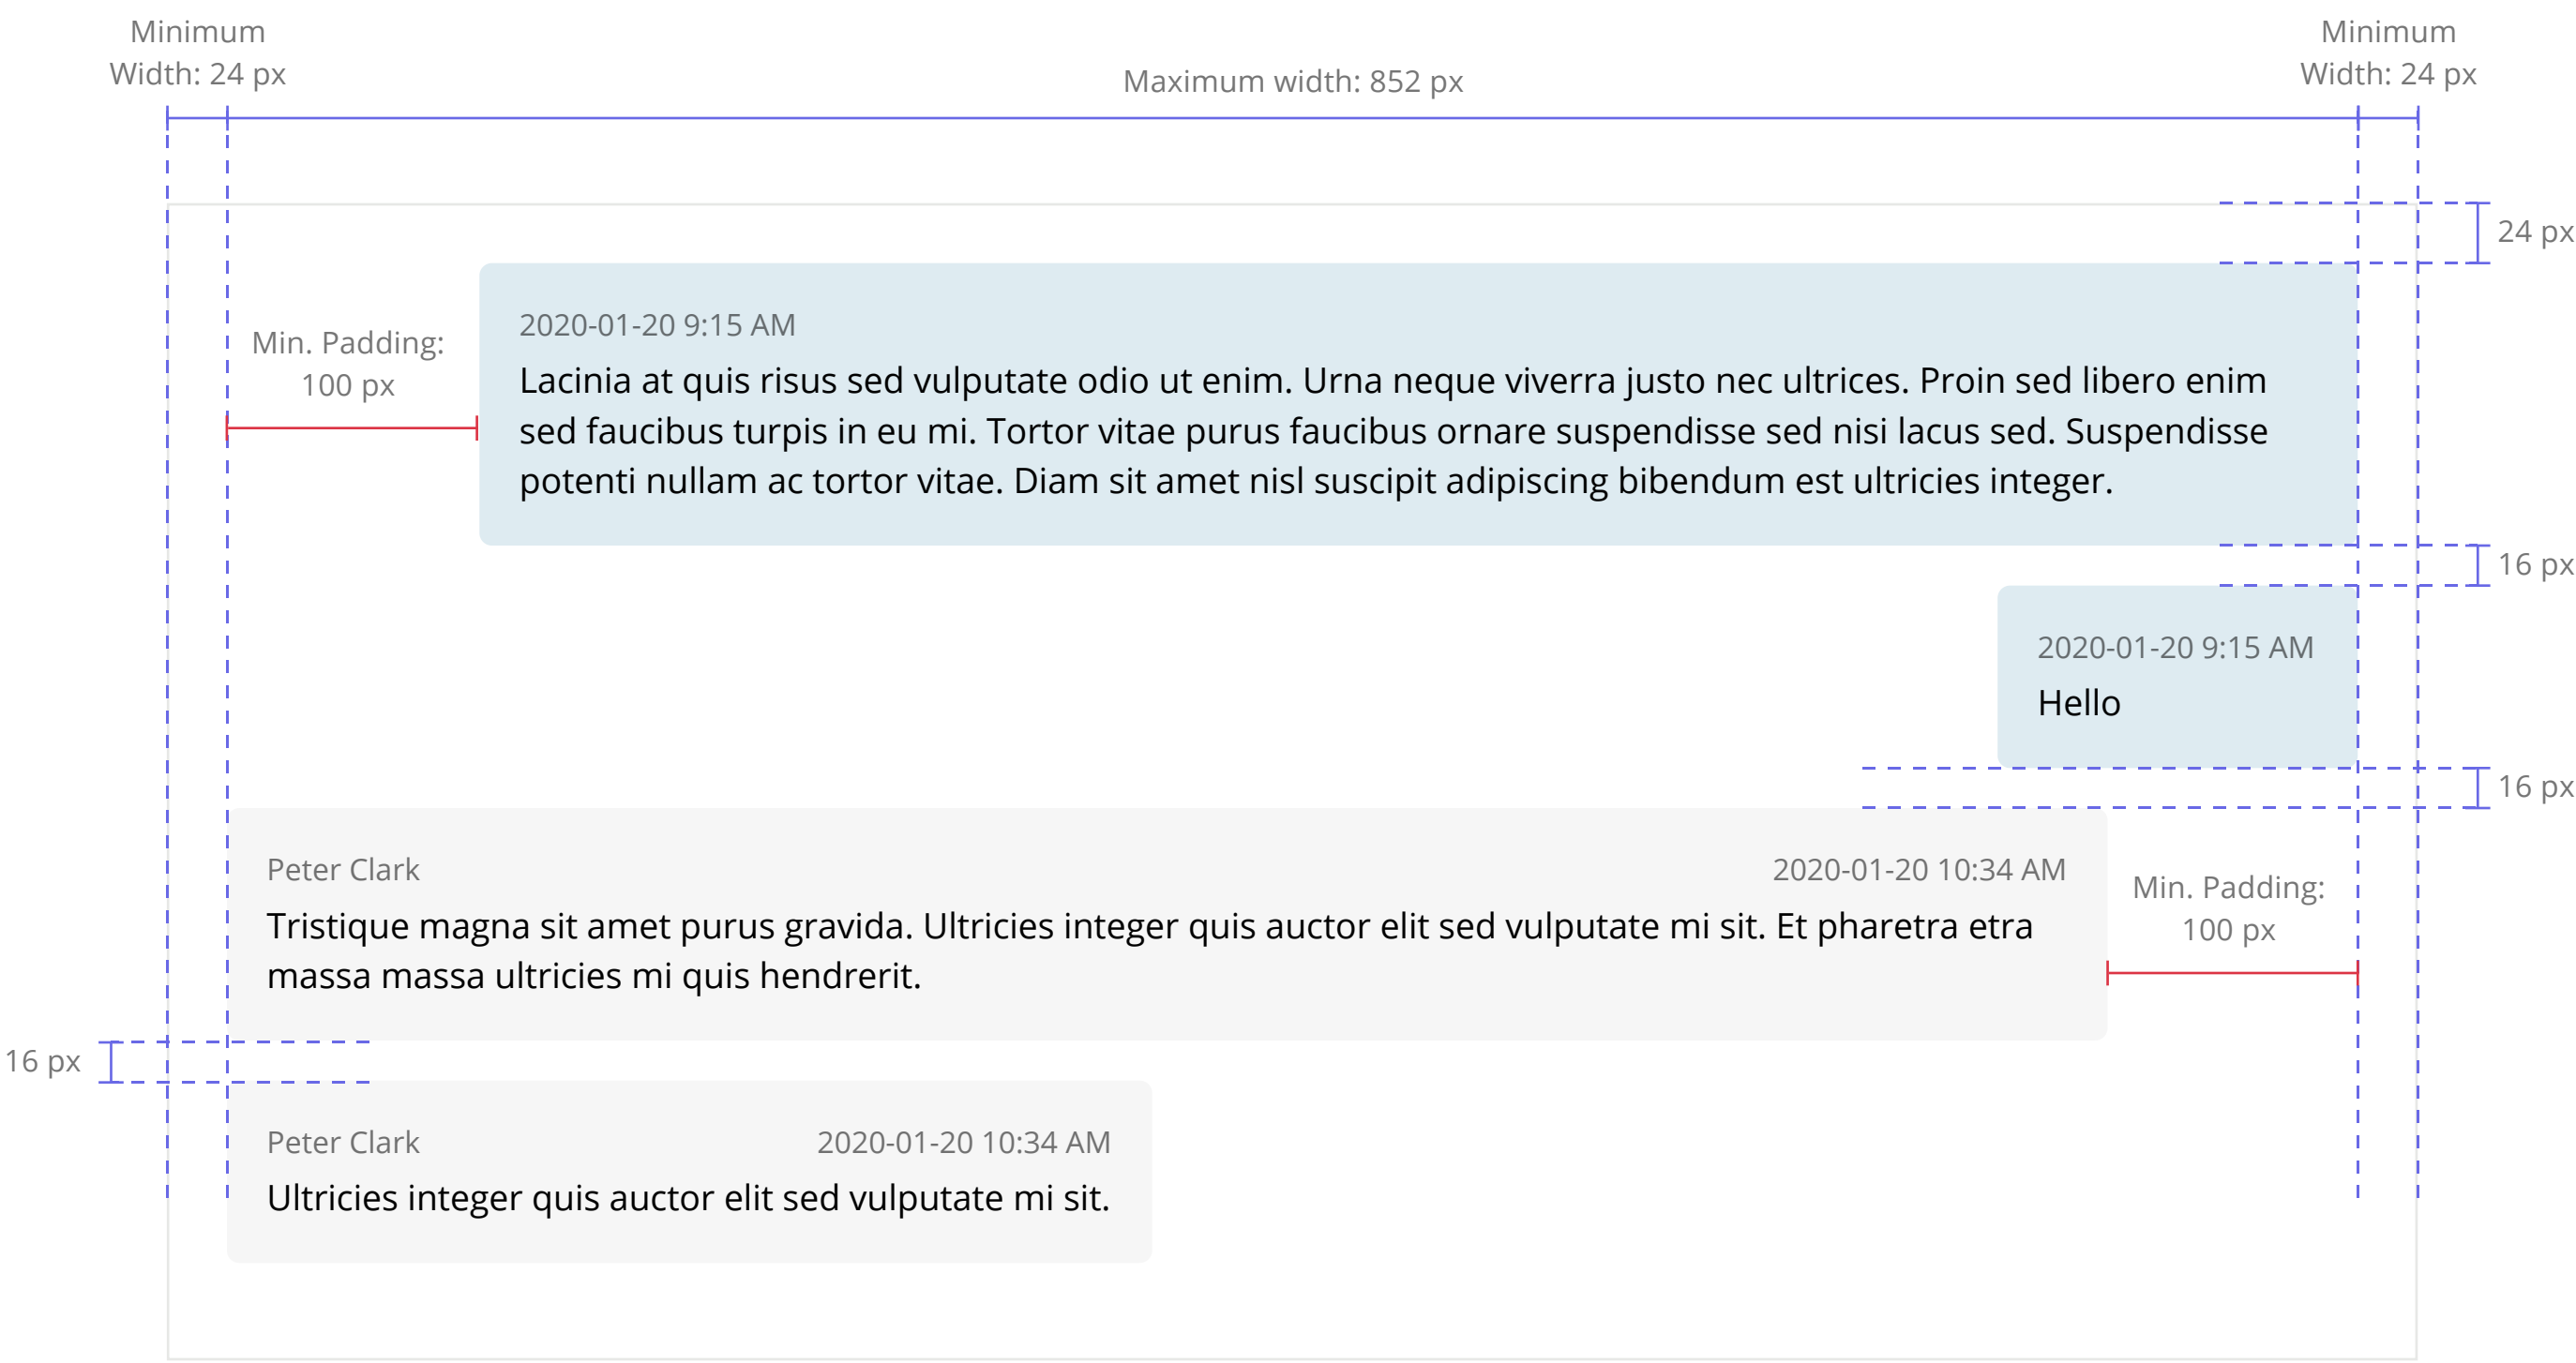 Minimum
Width: 24 px
Maximum width: 852 px
Minimum
Width: 24 px
24 px
2020-01-20 9:15 AM
Min. Padding:
100 px
Lacinia at quis risus sed vulputate odio ut enim. Urna neque viverra justo nec ultrices. Proin sed libero enim
sed faucibus turpis in eu mi. Tortor vitae purus faucibus ornare suspendisse sed nisi lacus sed. Suspendisse
potenti nullam ac tortor vitae. Diam sit amet nisl suscipit adipiscing bibendum est ultricies integer.
16 px
2020-01-20 9:15 AM
Hello
16 px
Peter Clark
2020-01-20 10:34 AM
Tristique magna sit amet purus gravida. Ultricies integer quis auctor elit sed vulputate mi sit. Et pharetra etra
massa massa ultricies mi quis hendrerit.
Min. Padding:
100 px
16 px
Peter Clark
2020-01-20 10:34 AM
Ultricies integer quis auctor elit sed vulputate mi sit.